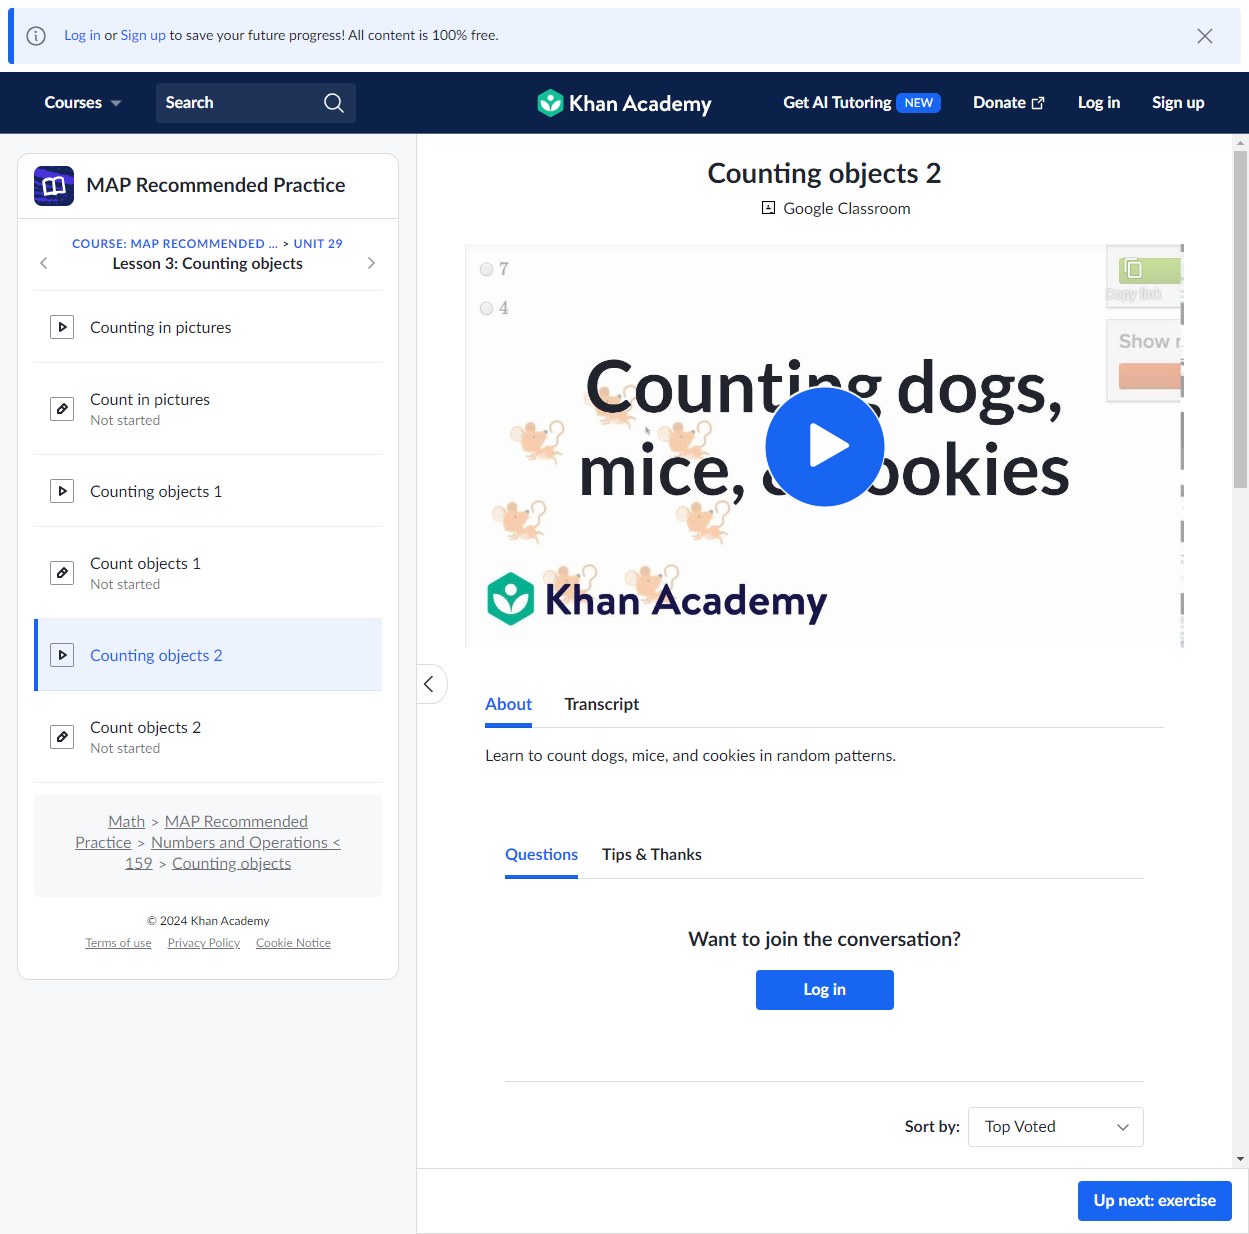 Log in or Sign up to save your future progress! All content is 100% free.
Courses
Search
Khan Academy
Get AI Tutoring NEW
Donate
Log in
Sign up
MAP Recommended Practice
COURSE: MAP RECOMMENDED ... > UNIT 29
Lesson 3: Counting objects
Counting in pictures
Count in pictures
Not started
Counting objects 1
Count objects 1
Not started
Counting objects 2
Count objects 2
Not started
Math > MAP Recommended
Practice > Numbers and Operations <
159 > Counting objects
© 2024 Khan Academy
Terms of use Privacy Policy Cookie Notice
Counting objects 2
Google Classroom
7
4
Copy link
Show
Counting dogs,
mice, & cookies
Khan Academy
About
Transcript
Learn to count dogs, mice, and cookies in random patterns.
Questions
Tips & Thanks
Want to join the conversation?
Log in
Sort by:
Top Voted
Up next: exercise